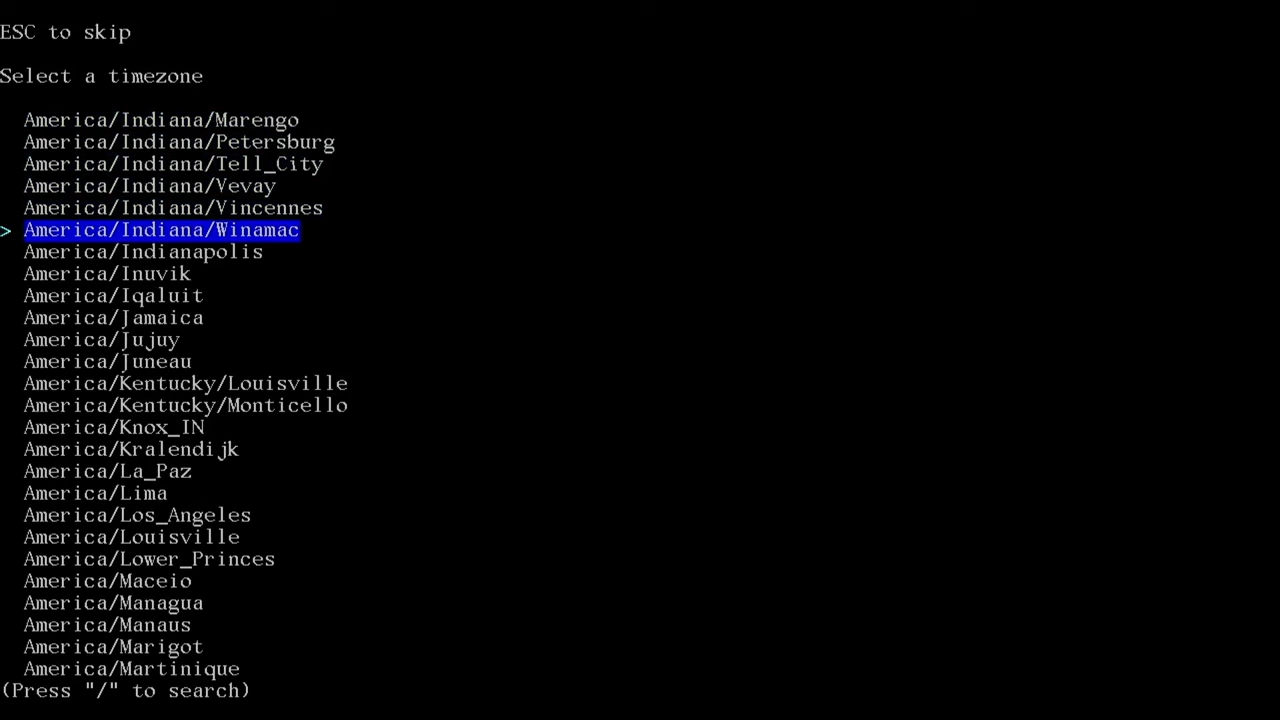 ESC to skip
Select a timezone
America/Indiana/Marengo
America/Indiana/Petersburg
America/Indiana/Tell_City
America/Indiana/Vevay
America/Indiana/Vincennes
> America/Indiana/Winamac
America/Indianapolis
America/Inuvik
America/Iqaluit
America/Jamaica
America/Jujuy
America/Juneau
America/Kentucky/Louisville
America/Kentucky/Monticello
America/Knox_IN
America/Kralendijk
America/La_Paz
America/Lima
America/Los_Angeles
America/Louisville
America/Lower_Princes
America/Maceio
America/Managua
America/Manaus
America/Marigot
America/Martinique
(Press "/" to search)